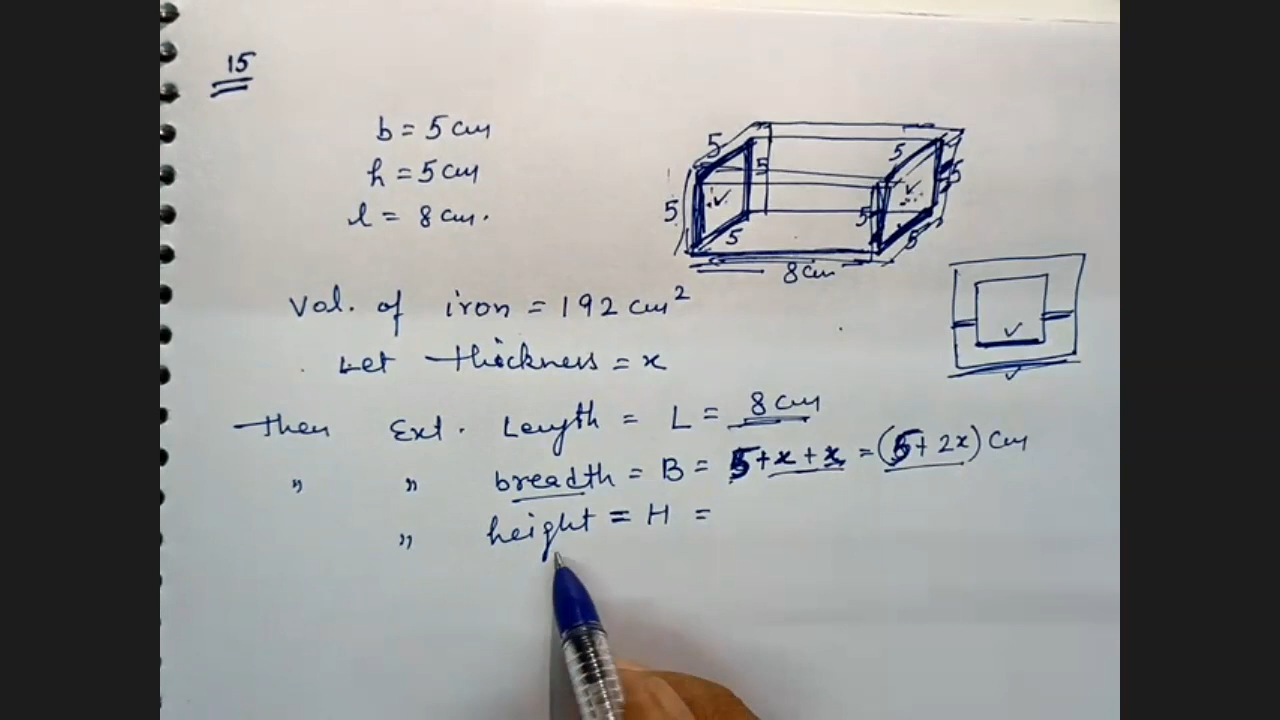 15
b = 5 cm
h = 5 cm
l = 8 cm.
5
5
5
5
5
5
5
5
5
8 cm
Vol. of iron = 192 cm²
Let thickness = x
Then Ext. Length = L = 8 cm
,, ,, breadth = B = 5 + x + x = (5 + 2x) cm
,, height = H =